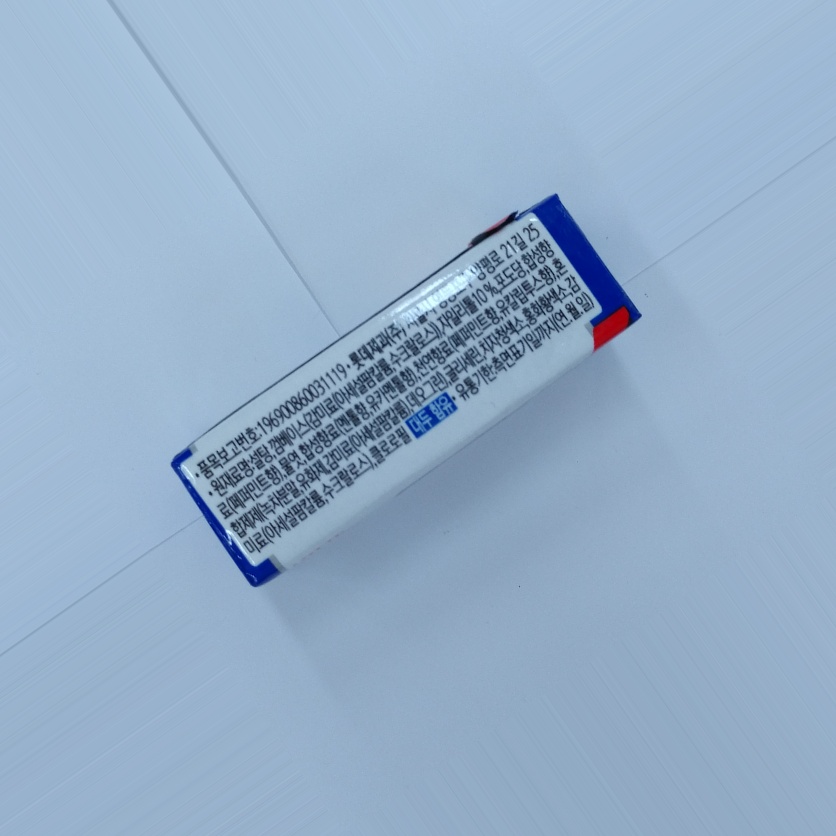 ·품목보고번호:196900860031119·롯데제과(주) 양평로 21길 25
·원재료명:설탕,껌베이스(감미료(아세설팜칼륨,수크랄로스),자일리톨10%,포도당,합성향
료(페퍼민트향),물엿,합성향료(멘톨향,유카멘톨향),천연향료(페퍼민트향,유칼립투스향),혼
합제제(녹차분말,유화제,감미료(아세설팜칼륨),데오그린),글리세린,치자청색소,홍화황색소,감
미료(아세설팜칼륨,수크랄로스),클로로필 대두 함유 ·유통기한:측면표기일까지(연.월.일)